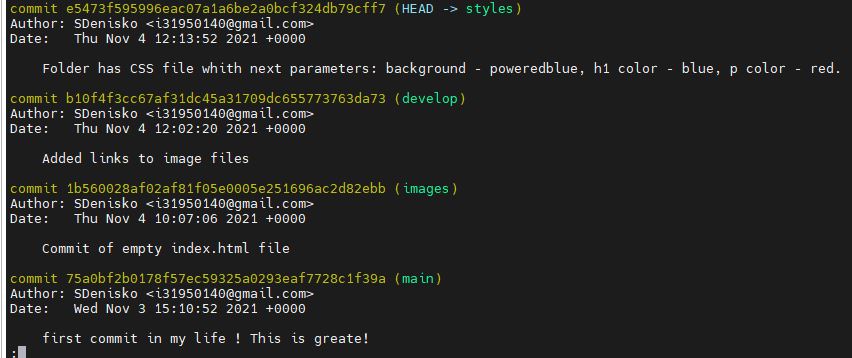 commit e5473f595996eac07a1a6be2a0bcf324db79cff7 (HEAD -> styles)
Author: SDenisko <i31950140@gmail.com>
Date:   Thu Nov 4 12:13:52 2021 +0000
    Folder has CSS file whith next parameters: background - poweredblue, h1 color - blue, p color - red.
commit b10f4f3cc67af31dc45a31709dc655773763da73 (develop)
Author: SDenisko <i31950140@gmail.com>
Date:   Thu Nov 4 12:02:20 2021 +0000
    Added links to image files
commit 1b560028af02af81f05e0005e251696ac2d82ebb (images)
Author: SDenisko <i31950140@gmail.com>
Date:   Thu Nov 4 10:07:06 2021 +0000
    Commit of empty index.html file
commit 75a0bf2b0178f57ec59325a0293eaf7728c1f39a (main)
Author: SDenisko <i31950140@gmail.com>
Date:   Wed Nov 3 15:10:52 2021 +0000
    first commit in my life ! This is greate!
: